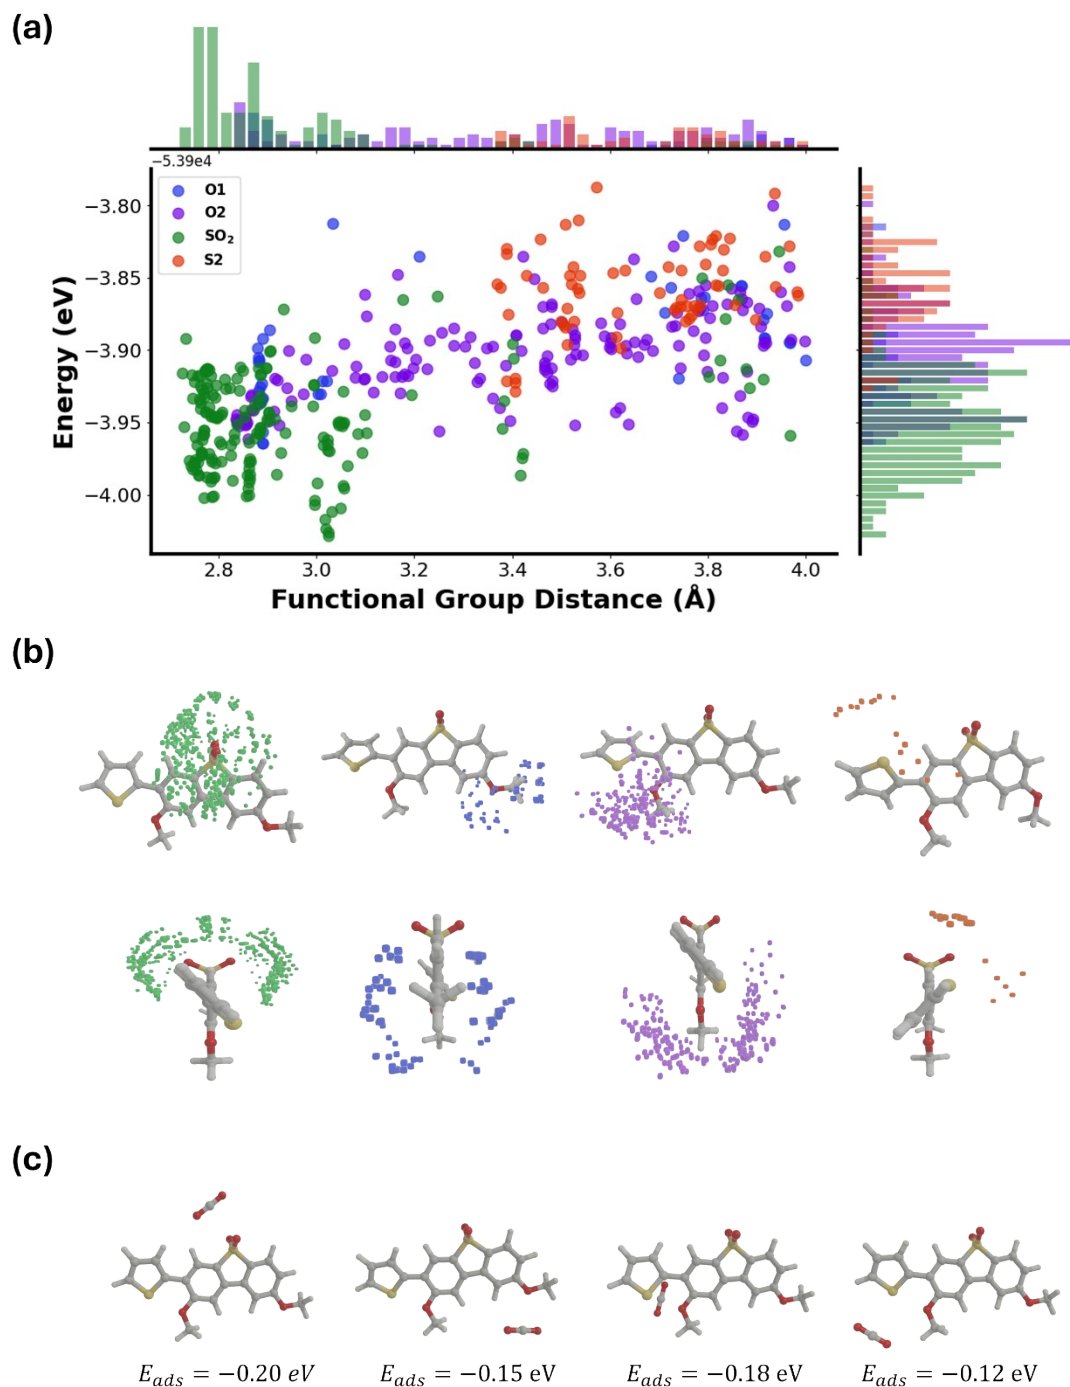 (a)
−5.39e4
O1
O2
SO₂
S2
−3.80
−3.85
−3.90
−3.95
−4.00
Energy (eV)
2.8 3.0 3.2 3.4 3.6 3.8 4.0
Functional Group Distance (Å)
(b)
(c)
E_ads = −0.20 eV E_ads = −0.15 eV E_ads = −0.18 eV E_ads = −0.12 eV